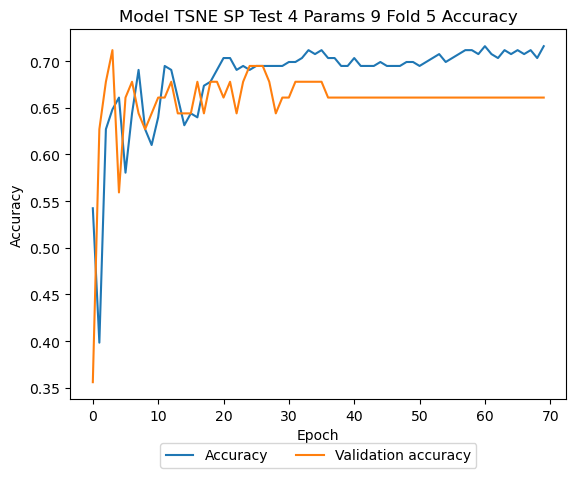 Model TSNE SP Test 4 Params 9 Fold 5 Accuracy
Accuracy
0.70
0.65
0.60
0.55
0.50
0.45
0.40
0.35
0 10 20 30 40 50 60 70
Epoch
Accuracy Validation accuracy